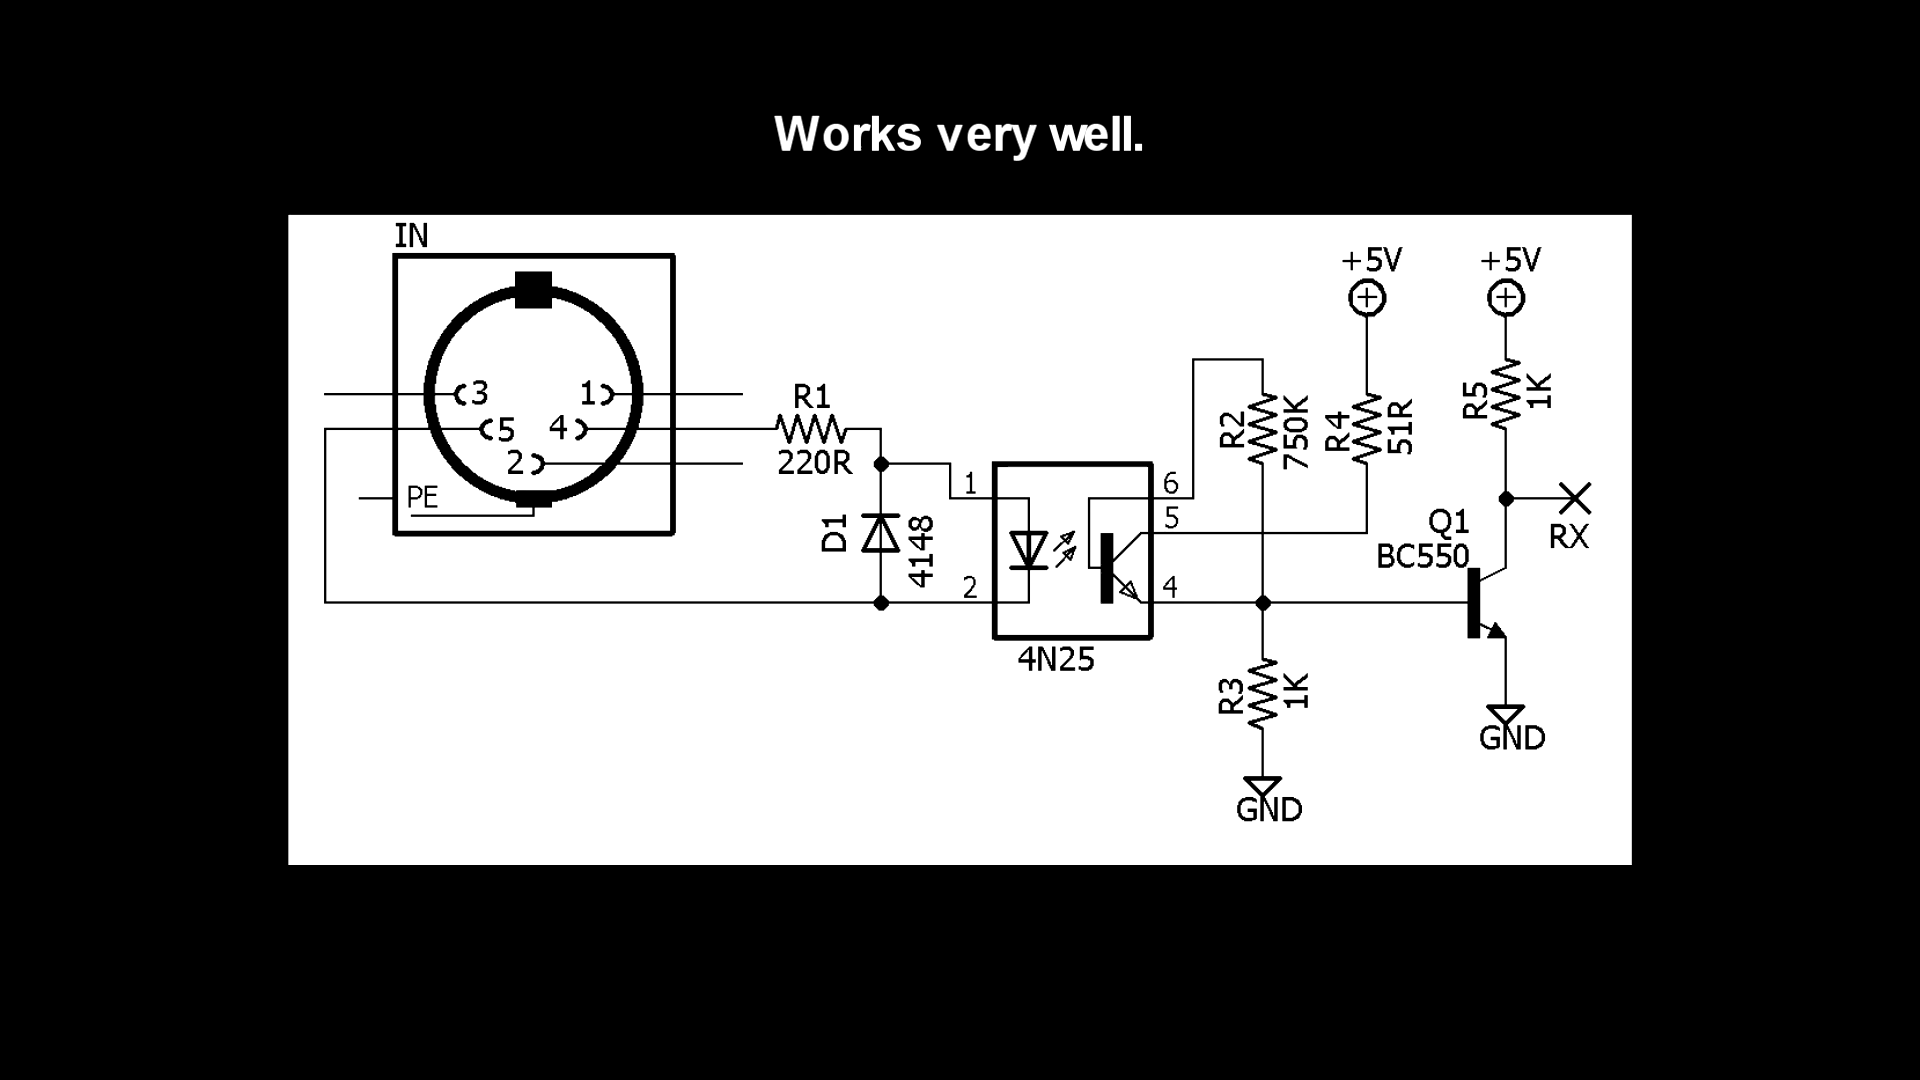 Works very well.
IN
+5V +5V
3 1
5 4
2
PE
R1
220R
D1
4148
1
2
6
5
4
4N25
R2
750K
R4
51R
R5
1K
Q1
BC550
RX
R3
1K
GND
GND